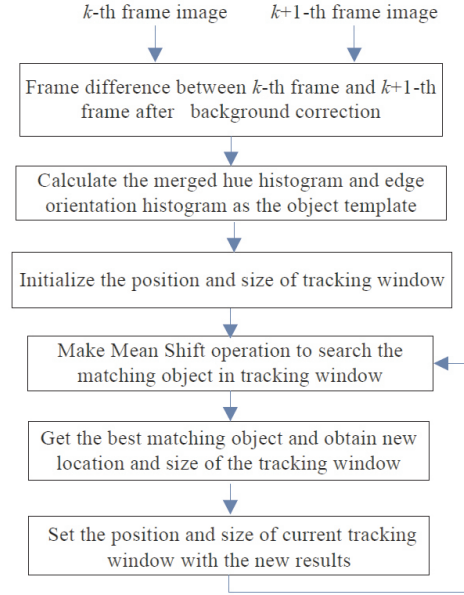 k-th frame image k+1-th frame image
Frame difference between k-th frame and k+1-th
frame after background correction
Calculate the merged hue histogram and edge
orientation histogram as the object template
Initialize the position and size of tracking window
Make Mean Shift operation to search the
matching object in tracking window
Get the best matching object and obtain new
location and size of the tracking window
Set the position and size of current tracking
window with the new results